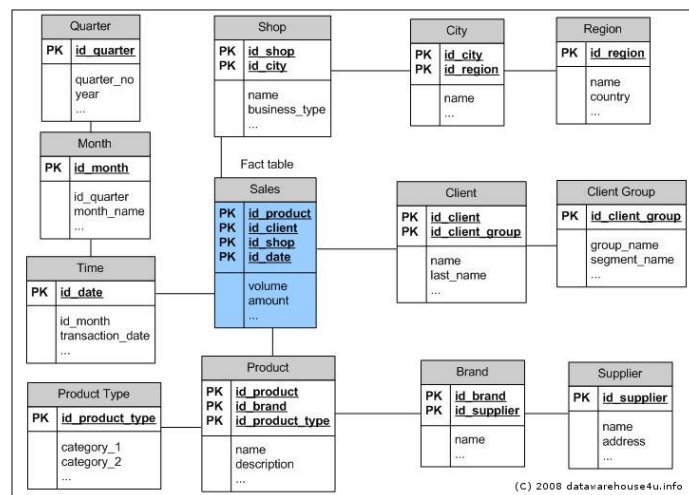 Quarter
PK id_quarter
quarter_no
year
...
Shop
PK id_shop
PK id_city
name
business_type
...
City
PK id_city
PK id_region
name
...
Region
PK id_region
name
country
...
Month
PK id_month
id_quarter
month_name
...
Fact table
Sales
PK id_product
PK id_client
PK id_shop
PK id_date
volume
amount
...
Client
PK id_client
PK id_client_group
name
last_name
...
Client Group
PK id_client_group
group_name
segment_name
...
Time
PK id_date
id_month
transaction_date
...
Product Type
PK id_product_type
category_1
category_2
...
Product
PK id_product
PK id_brand
PK id_product_type
name
description
...
Brand
PK id_brand
PK id_supplier
name
...
Supplier
PK id_supplier
name
address
...
(C) 2008 datawarehouse4u.info